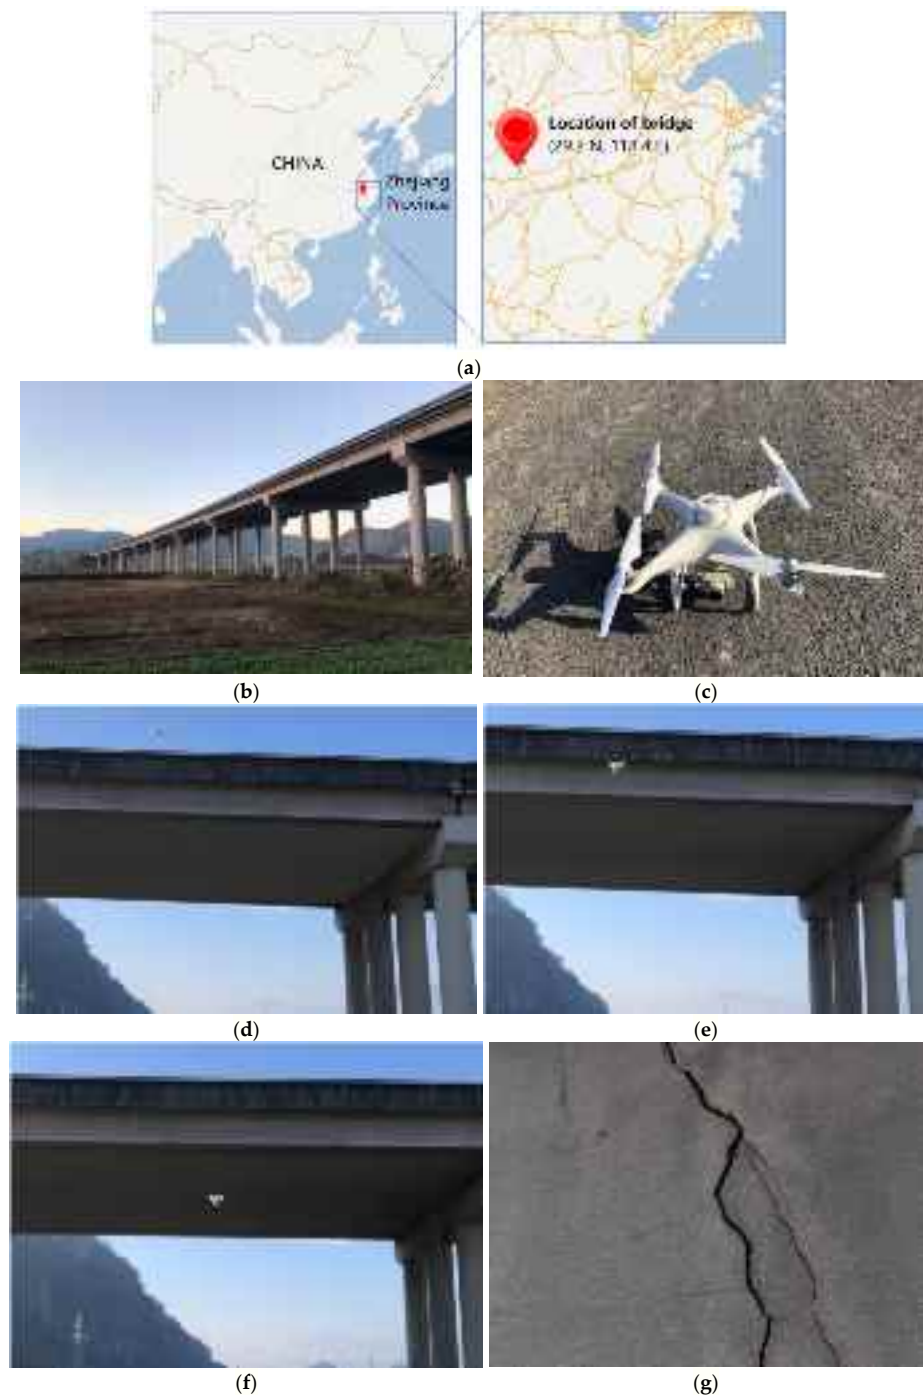 CHINA
Zhejiang
Province
Location of bridge
(a)
(b)
(c)
(d)
(e)
(f)
(g)